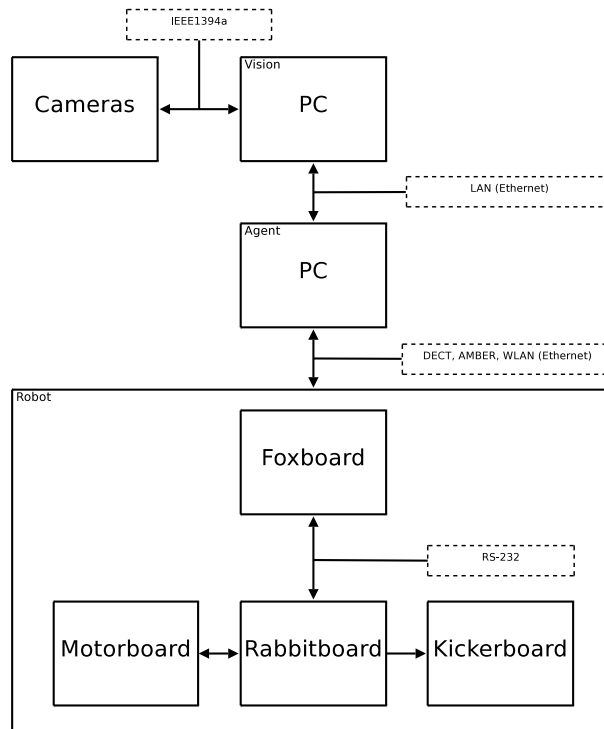 IEEE1394a
Cameras
Vision
PC
LAN (Ethernet)
Agent
PC
DECT, AMBER, WLAN (Ethernet)
Robot
Foxboard
RS-232
Motorboard
Rabbitboard
Kickerboard